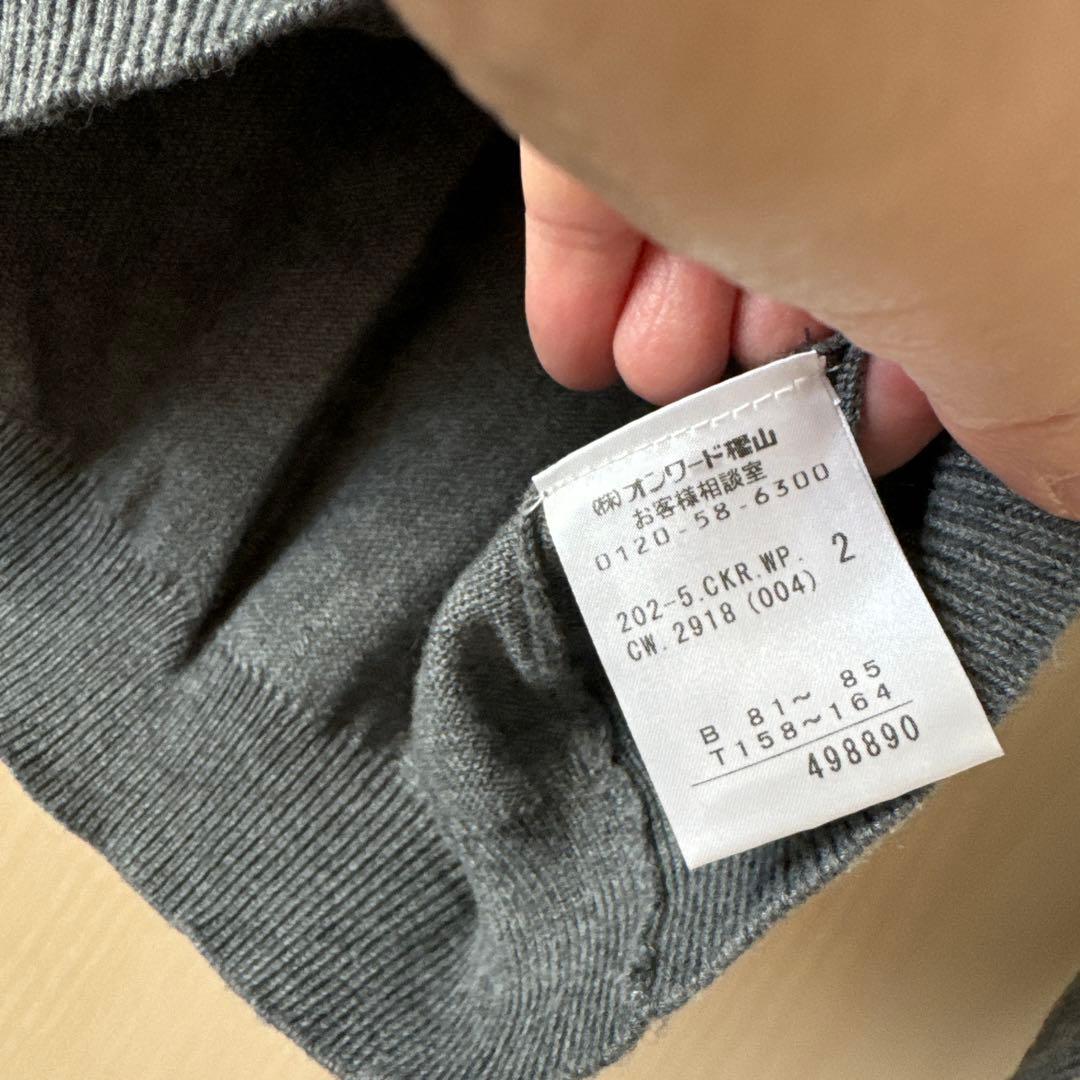 ㈱オンワード樫山
お客様相談室
0120-58-6300
202-5.CKR.WP. 2
CW.2918(004)
B 81~ 85
T158~164
498890